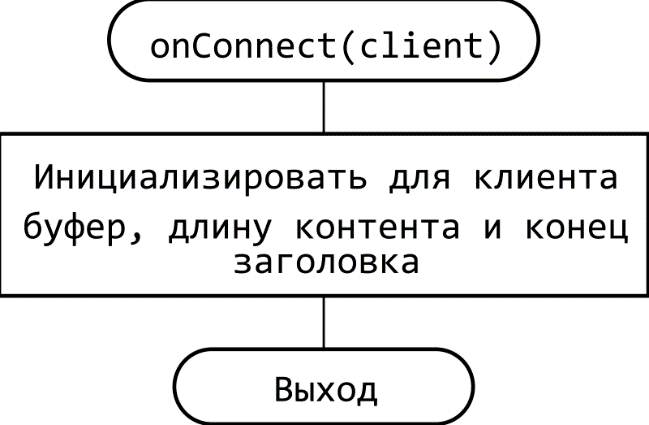 onConnect(client)
Инициализировать для клиента
буфер, длину контента и конец
заголовка
Выход